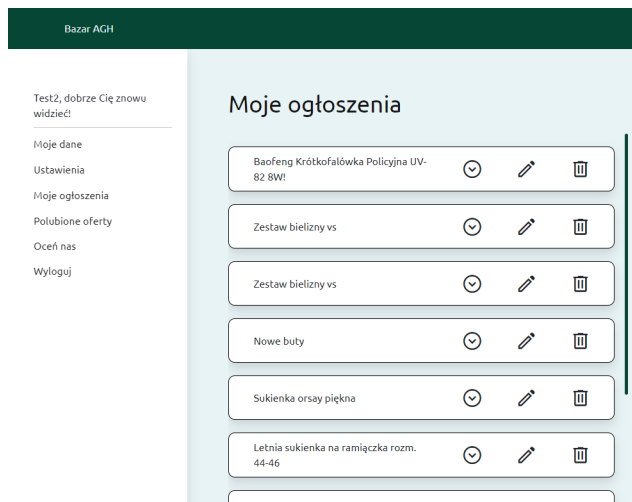 Bazar AGH
Test2, dobrze Cię znowu
widzieć!
Moje dane
Ustawienia
Moje ogłoszenia
Polubione oferty
Oceń nas
Wyloguj
Moje ogłoszenia
Baofeng Krótkofalówka Policyjna UV-
82 8W!
Zestaw bielizny vs
Zestaw bielizny vs
Nowe buty
Sukienka orsay piękna
Letnia sukienka na ramiączka rozm.
44-46